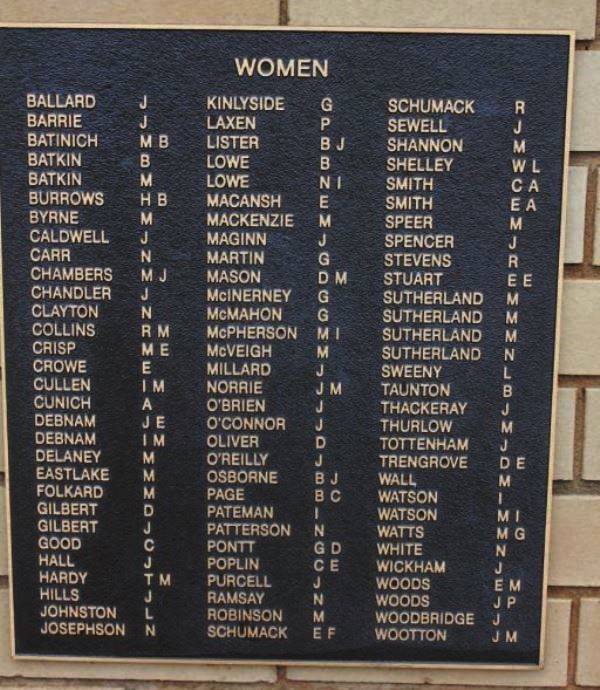 WOMEN
BALLARD J
BARRIE J
BATINICH M B
BATKIN B
BATKIN M
BURROWS H B
BYRNE M
CALDWELL J
CARR N
CHAMBERS M J
CHANDLER J
CLAYTON N
COLLINS R M
CRISP M E
CROWE E
CULLEN I M
CUNICH A
DEBNAM J E
DEBNAM I M
DELANEY M
EASTLAKE M
FOLKARD M
GILBERT D
GILBERT J
GOOD C
HALL J
HARDY T M
HILLS J
JOHNSTON L
JOSEPHSON N
KINLYSIDE G
LAXEN P
LISTER B J
LOWE B
LOWE N I
MACANSH E
MACKENZIE M
MAGINN J
MARTIN G
MASON D M
McINERNEY G
McMAHON G
McPHERSON M I
McVEIGH M
MILLARD J
NORRIE J M
O'BRIEN J
O'CONNOR J
OLIVER D
O'REILLY J
OSBORNE B J
PAGE B C
PATEMAN I
PATTERSON N
PONTT G D
POPLIN C E
PURCELL J
RAMSAY N
ROBINSON M
SCHUMACK E F
SCHUMACK R
SEWELL J
SHANNON M
SHELLEY W L
SMITH C A
SMITH E A
SPEER M
SPENCER J
STEVENS R
STUART E E
SUTHERLAND M
SUTHERLAND M
SUTHERLAND M
SUTHERLAND N
SWEENY L
TAUNTON B
THACKERAY J
THURLOW M
TOTTENHAM J
TRENGROVE D E
WALL M
WATSON I
WATSON M I
WATTS M G
WHITE N
WICKHAM J
WOODS E M
WOODS J P
WOODBRIDGE J
WOOTTON J M